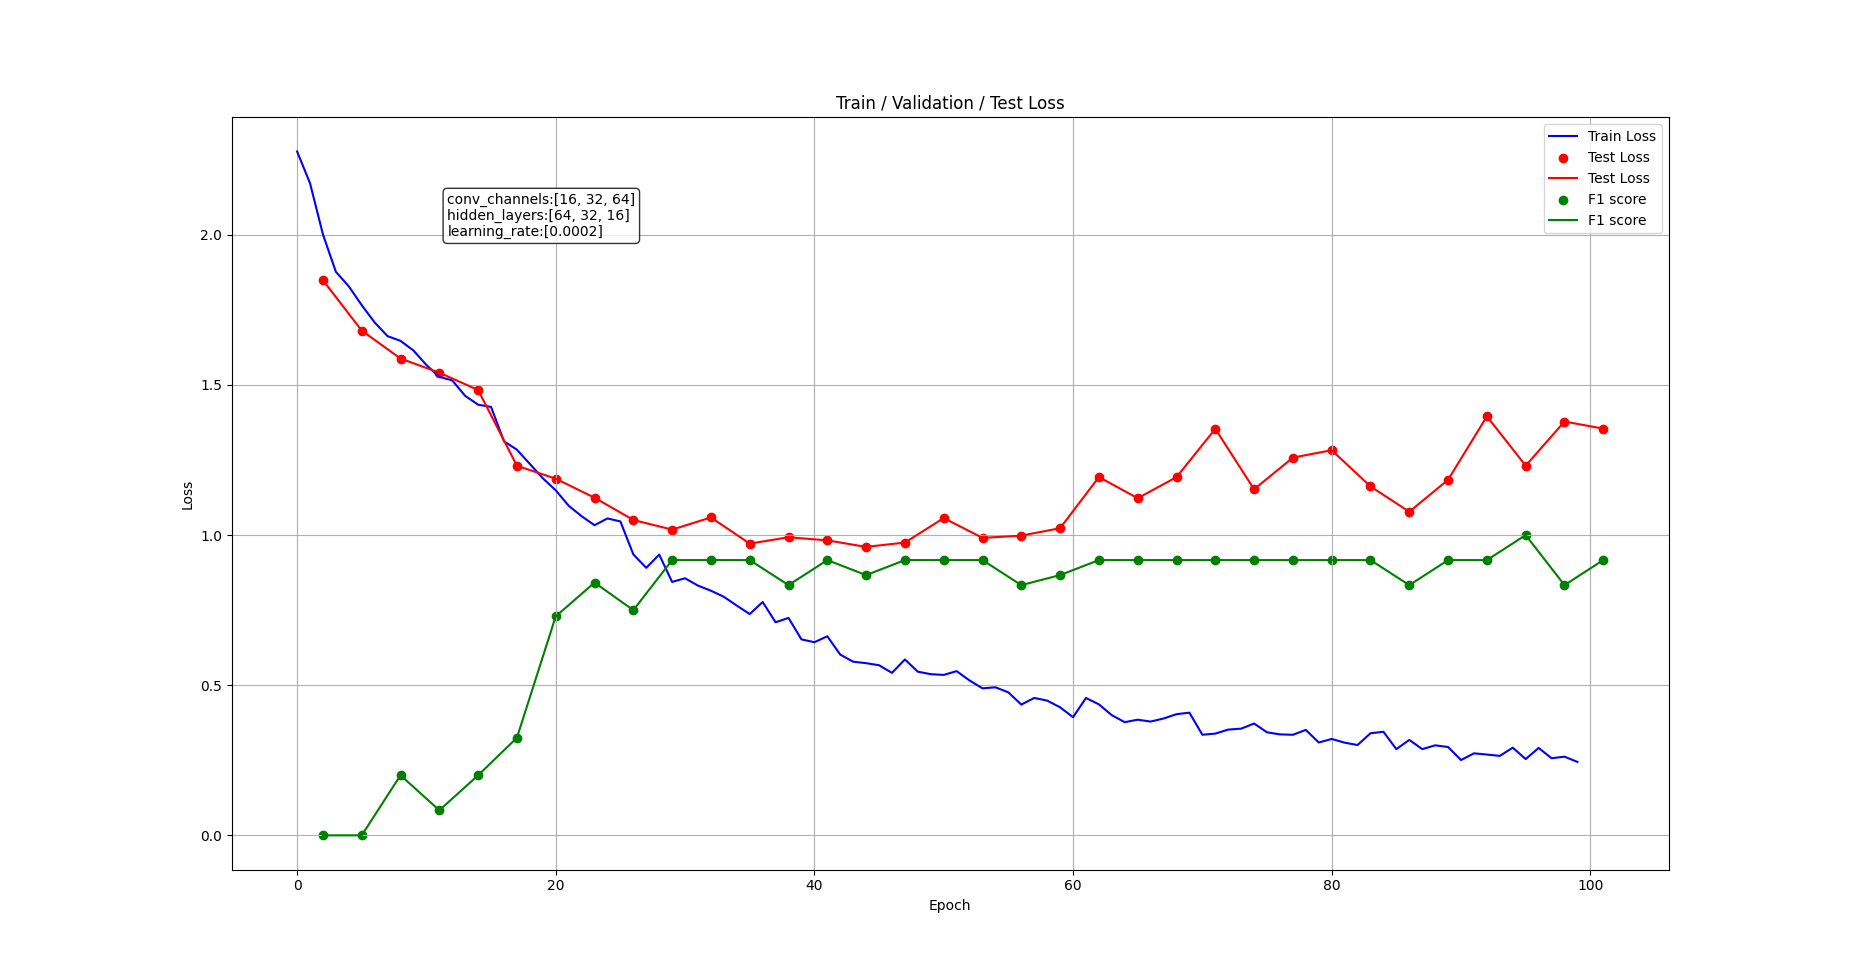 Train / Validation / Test Loss
Train Loss
Test Loss
Test Loss
F1 score
F1 score
conv_channels:[16, 32, 64]
hidden_layers:[64, 32, 16]
learning_rate:[0.0002]
2.0
1.5
1.0
0.5
0.0
Loss
0 20 40 60 80 100
Epoch